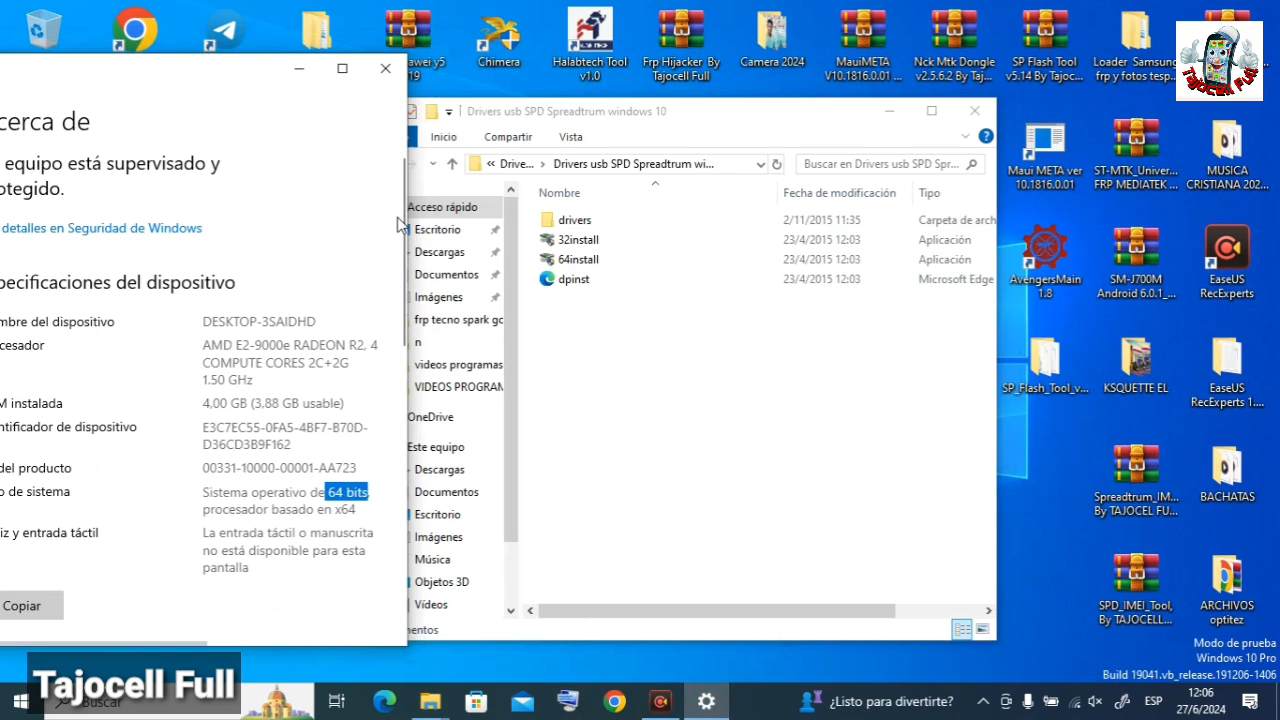 awei y5
19
Chimera
Halabtech Tool
v1.0
Frp Hijacker By
Tajocell Full
Camera 2024
MauiMETA
V10.1816.0.01 ...
Nck Mtk Dongle
v2.5.6.2 By Taj...
SP Flash Tool
v5.14 By Tajoc...
Loader_Samsung
frp y fotos tesp...
Tajocell Full
cerca de
equipo está supervisado y
otegido.
detalles en Seguridad de Windows
pecificaciones del dispositivo
mbre del dispositivo
DESKTOP-3SAIDHD
cesador
AMD E2-9000e RADEON R2, 4
COMPUTE CORES 2C+2G
1.50 GHz
M instalada
4,00 GB (3,88 GB usable)
ntificador de dispositivo
E3C7EC55-0FA5-4BF7-B70D-
D36CD3B9F162
del producto
00331-10000-00001-AA723
o de sistema
Sistema operativo de 64 bits,
procesador basado en x64
iz y entrada táctil
La entrada táctil o manuscrita
no está disponible para esta
pantalla
Copiar
Drivers usb SPD Spreadtrum windows 10
Inicio
Compartir
Vista
« Drive... › Drivers usb SPD Spreadtrum wi...
Buscar en Drivers usb SPD Spr...
Nombre
Fecha de modificación
Tipo
drivers
2/11/2015 11:35
Carpeta de arch
32install
23/4/2015 12:03
Aplicación
64install
23/4/2015 12:03
Aplicación
dpinst
23/4/2015 12:03
Microsoft Edge
Acceso rápido
Escritorio
Descargas
Documentos
Imágenes
frp tecno spark go
n
videos programas
VIDEOS PROGRAM
OneDrive
Este equipo
Descargas
Documentos
Escritorio
Imágenes
Música
Objetos 3D
Vídeos
mentos
Maui META ver
10.1816.0.01
ST-MTK_Univer...
FRP MEDIATEK ...
MUSICA
CRISTIANA 202...
AvengersMain
1.8
SM-J700M
Android 6.0.1_...
EaseUS
RecExperts
SP_Flash_Tool_v...
KSQUETTE EL
EaseUS
RecExperts 1....
Spreadtrum_IM...
By TAJOCEL FU...
BACHATAS
SPD_IMEI_Tool,
By TAJOCELL...
ARCHIVOS
optitez
Modo de prueba
Windows 10 Pro
Build 19041.vb_release.191206-1406
Tajocell Full
Buscar
¿Listo para divertirte?
ESP
12:06
27/6/2024